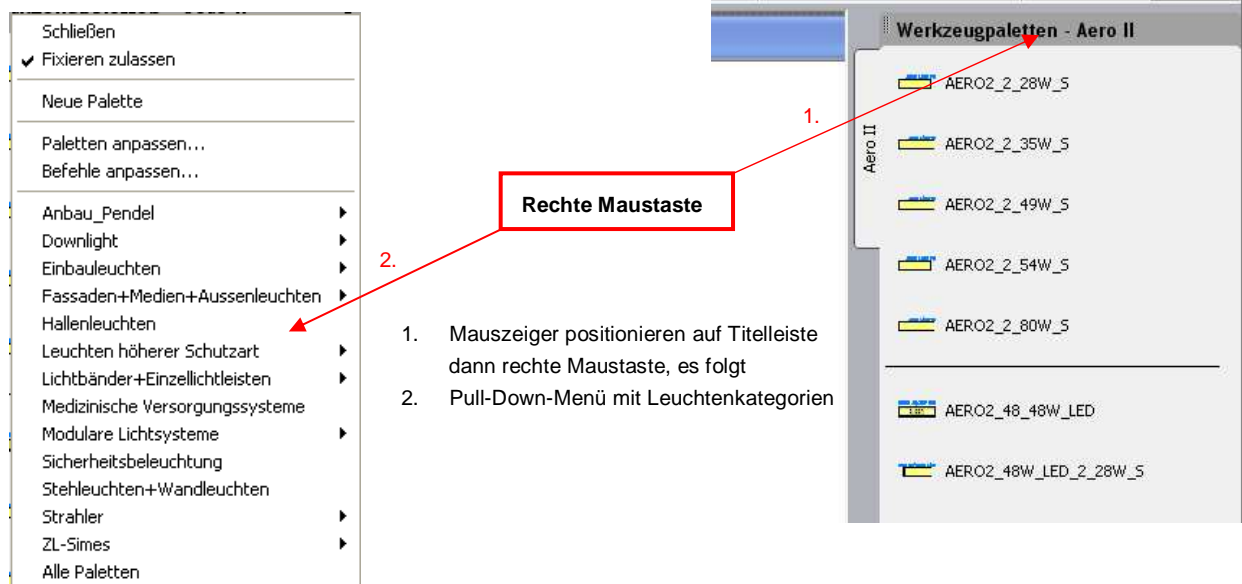 Schließen
Fixieren zulassen
Neue Palette
Paletten anpassen...
Befehle anpassen...
Anbau_Pendel
Downlight
Einbauleuchten
Fassaden+Medien+Aussenleuchten
Hallenleuchten
Leuchten höherer Schutzart
Lichtbänder+Einzellichtleisten
Medizinische Versorgungssysteme
Modulare Lichtsysteme
Sicherheitsbeleuchtung
Stehleuchten+Wandleuchten
Strahler
ZL-Simes
Alle Paletten
1.
Rechte Maustaste
2.
1. Mauszeiger positionieren auf Titelleiste
dann rechte Maustaste, es folgt
2. Pull-Down-Menü mit Leuchtenkategorien
Werkzeugpaletten - Aero II
Aero II
AERO2_2_28W_S
AERO2_2_35W_S
AERO2_2_49W_S
AERO2_2_54W_S
AERO2_2_80W_S
AERO2_48_48W_LED
AERO2_48W_LED_2_28W_S